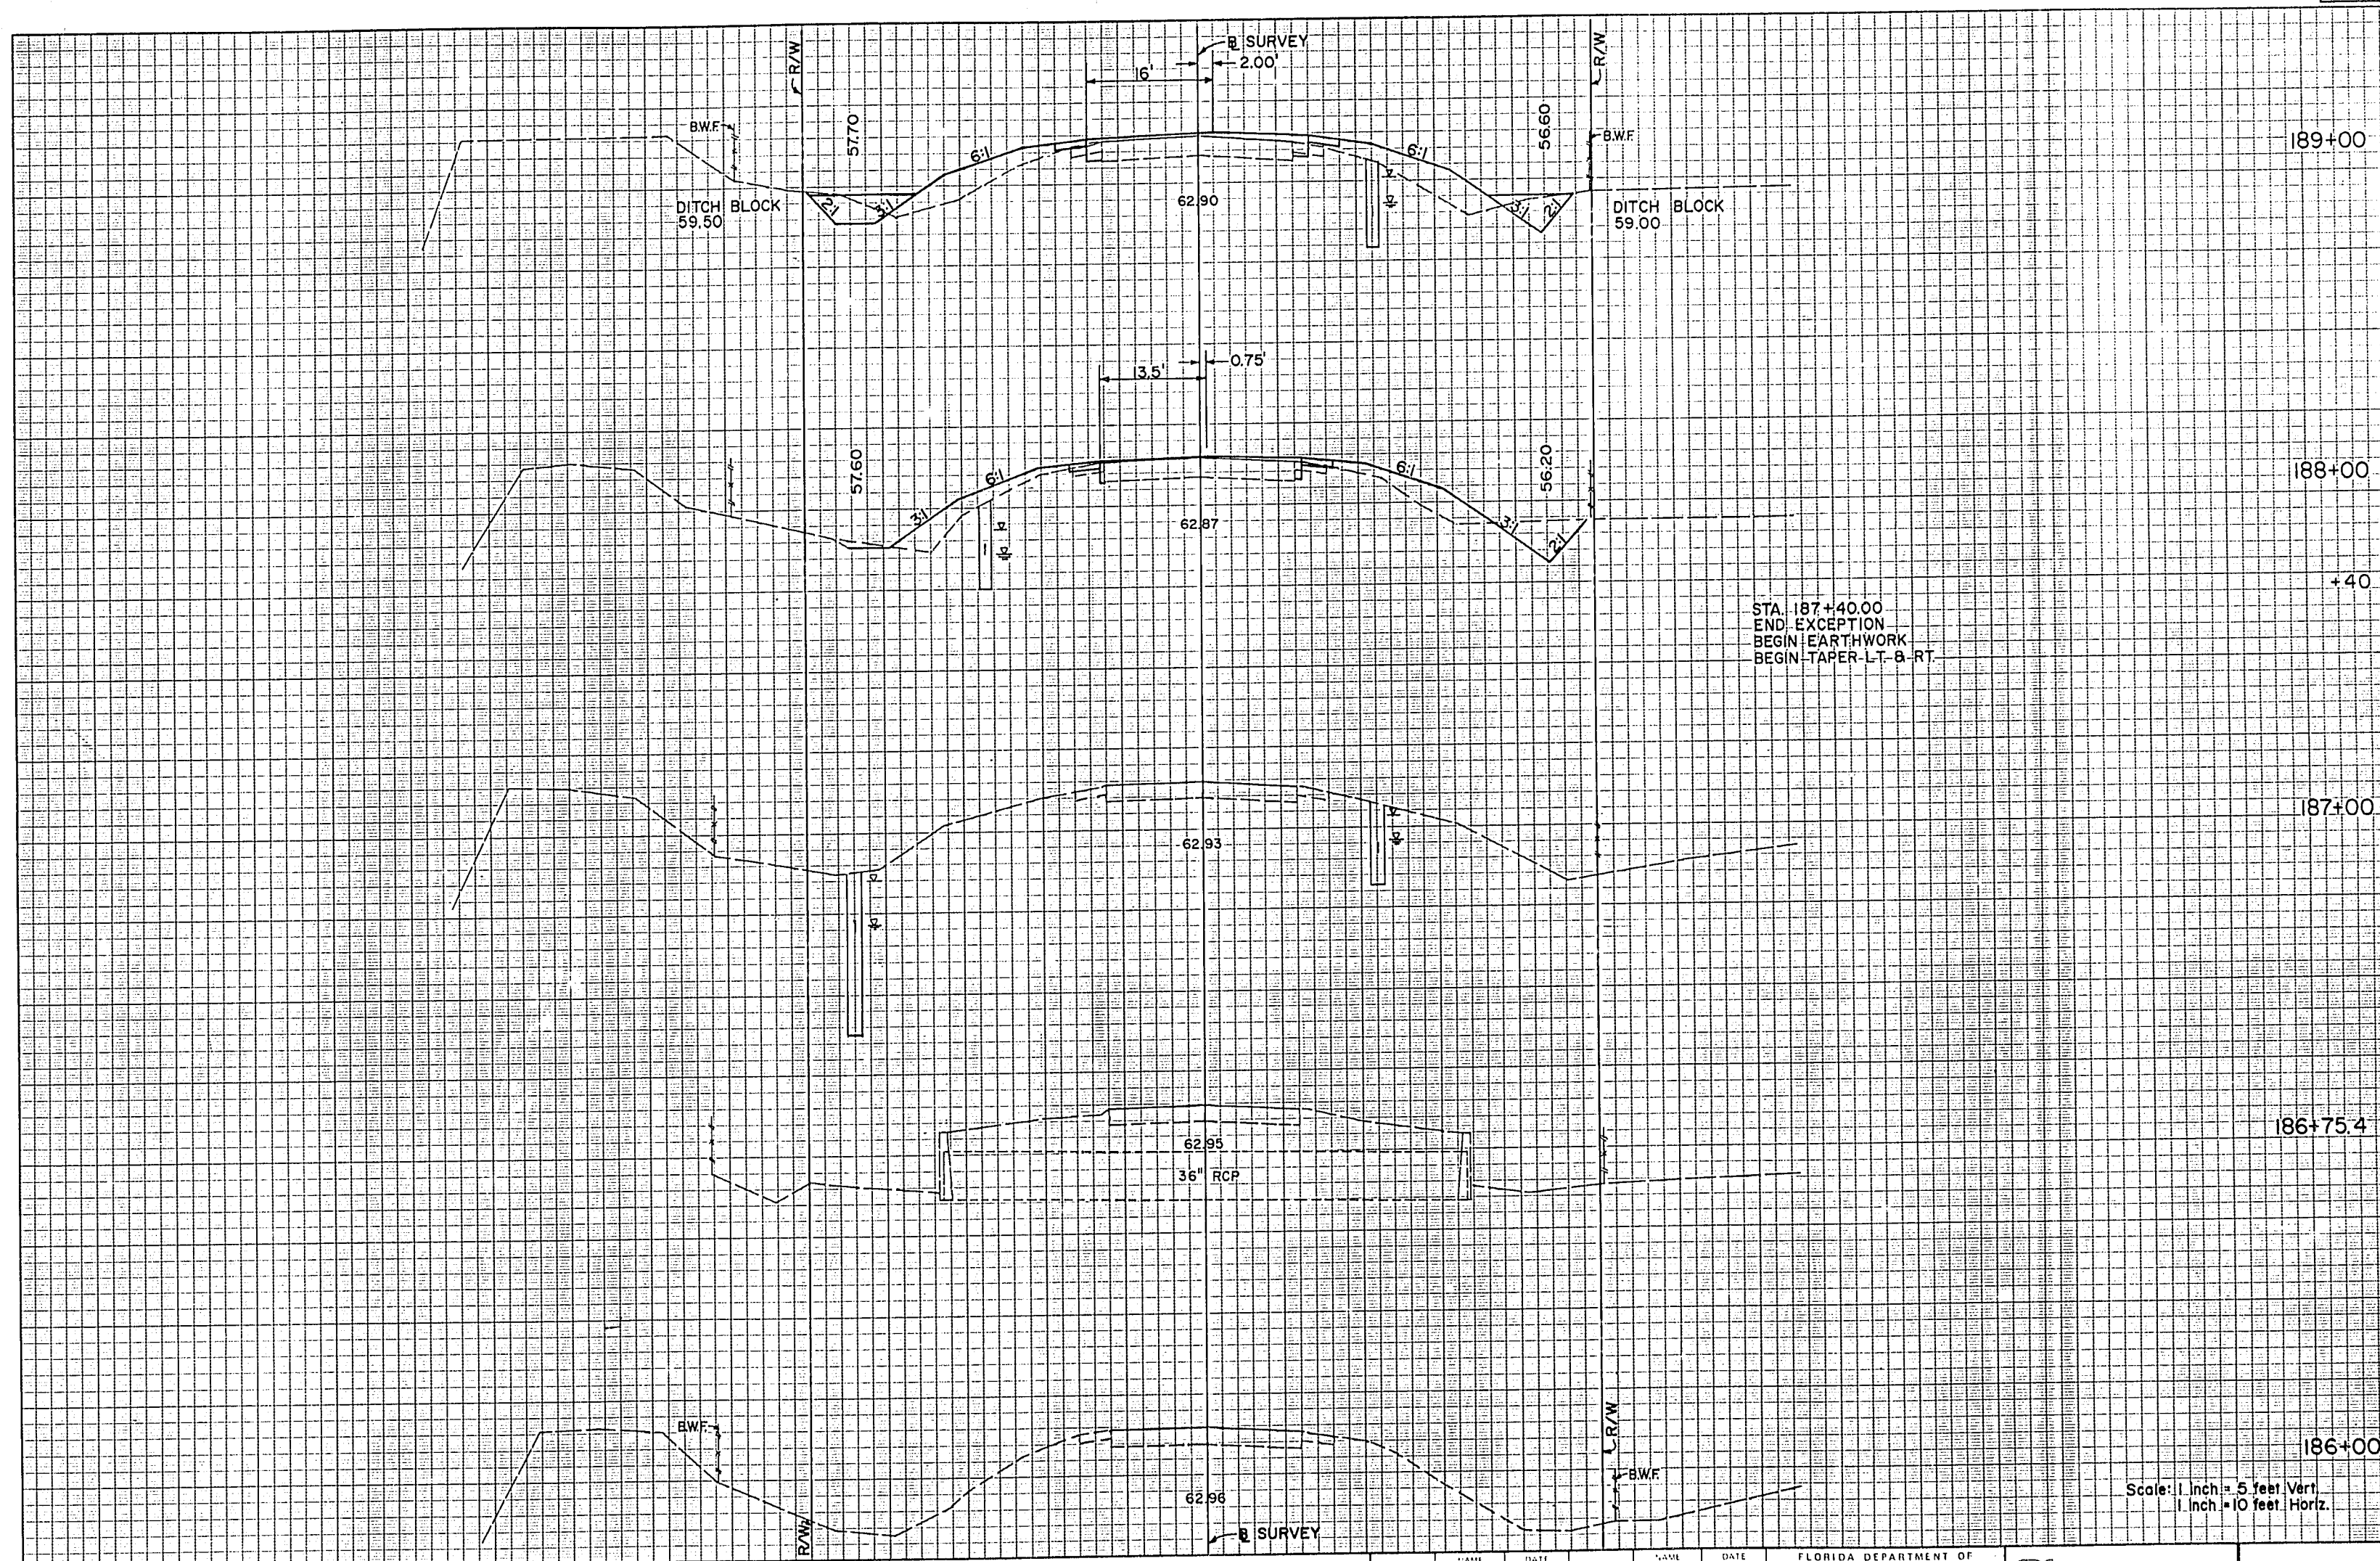 R/W
B SURVEY
2.00'
R/W
16'
B.W.F.
57.70
6:1
6:1
56.60
B.W.F.
189+00
DITCH BLOCK
59.50
2:1
3:1
62.90
3:1
2:1
DITCH BLOCK
59.00
0.75'
13.5'
57.60
6:1
6:1
56.20
188+00
3:1
62.87
3:1
2:1
+40
STA. 187+40.00
END EXCEPTION
BEGIN EARTHWORK
BEGIN TAPER LT. & RT.
187+00
62.93
186+75.4
62.95
36" RCP
B.W.F.
R/W
186+00
B.W.F.
62.96
Scale: 1 inch = 5 feet Vert.
1 inch = 10 feet Horiz.
R/W
B SURVEY
NAME DATE NAME DATE FLORIDA DEPARTMENT OF